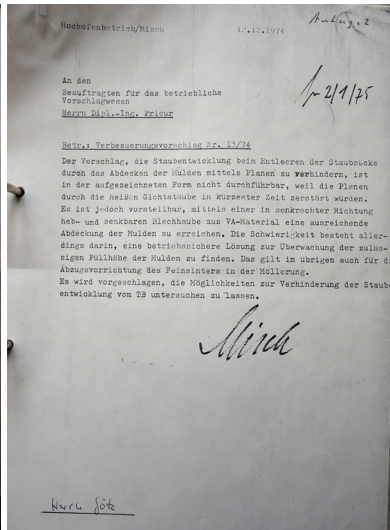 Hochofenbetrieb/Misch 12.12.1974
Anhang 2
2/1/75
An den
Beauftragten für das betriebliche
Vorschlagwesen
Herrn Dipl.-Ing. Priour
Betr.: Verbesserungsvorschlag Nr. 13/74
Der Vorschlag, die Staubentwicklung beim Entleeren der Staubsäcke
durch das Abdecken der Mulden mittels Planen zu verhindern, ist
in der aufgezeichneten Form nicht durchführbar, weil die Planen
durch die heißen Gichtstäube in kürzester Zeit zerstört würden.
Es ist jedoch vorstellbar, mittels einer in senkrechter Richtung
heb- und senkbaren Blechhaube aus VA-Material eine ausreichende
Abdeckung der Mulden zu erreichen. Die Schwierigkeit besteht aller-
dings darin, eine betriebssichere Lösung zur Überwachung der zuläs-
sigen Füllhöhe der Mulden zu finden. Das gilt im übrigen auch für di
Abzugsvorrichtung des Feinsinters in der Möllerung.
Es wird vorgeschlagen, die Möglichkeiten zur Verhinderung der Staub-
entwicklung vom TB untersuchen zu lassen.
Misch
Herrn Götz